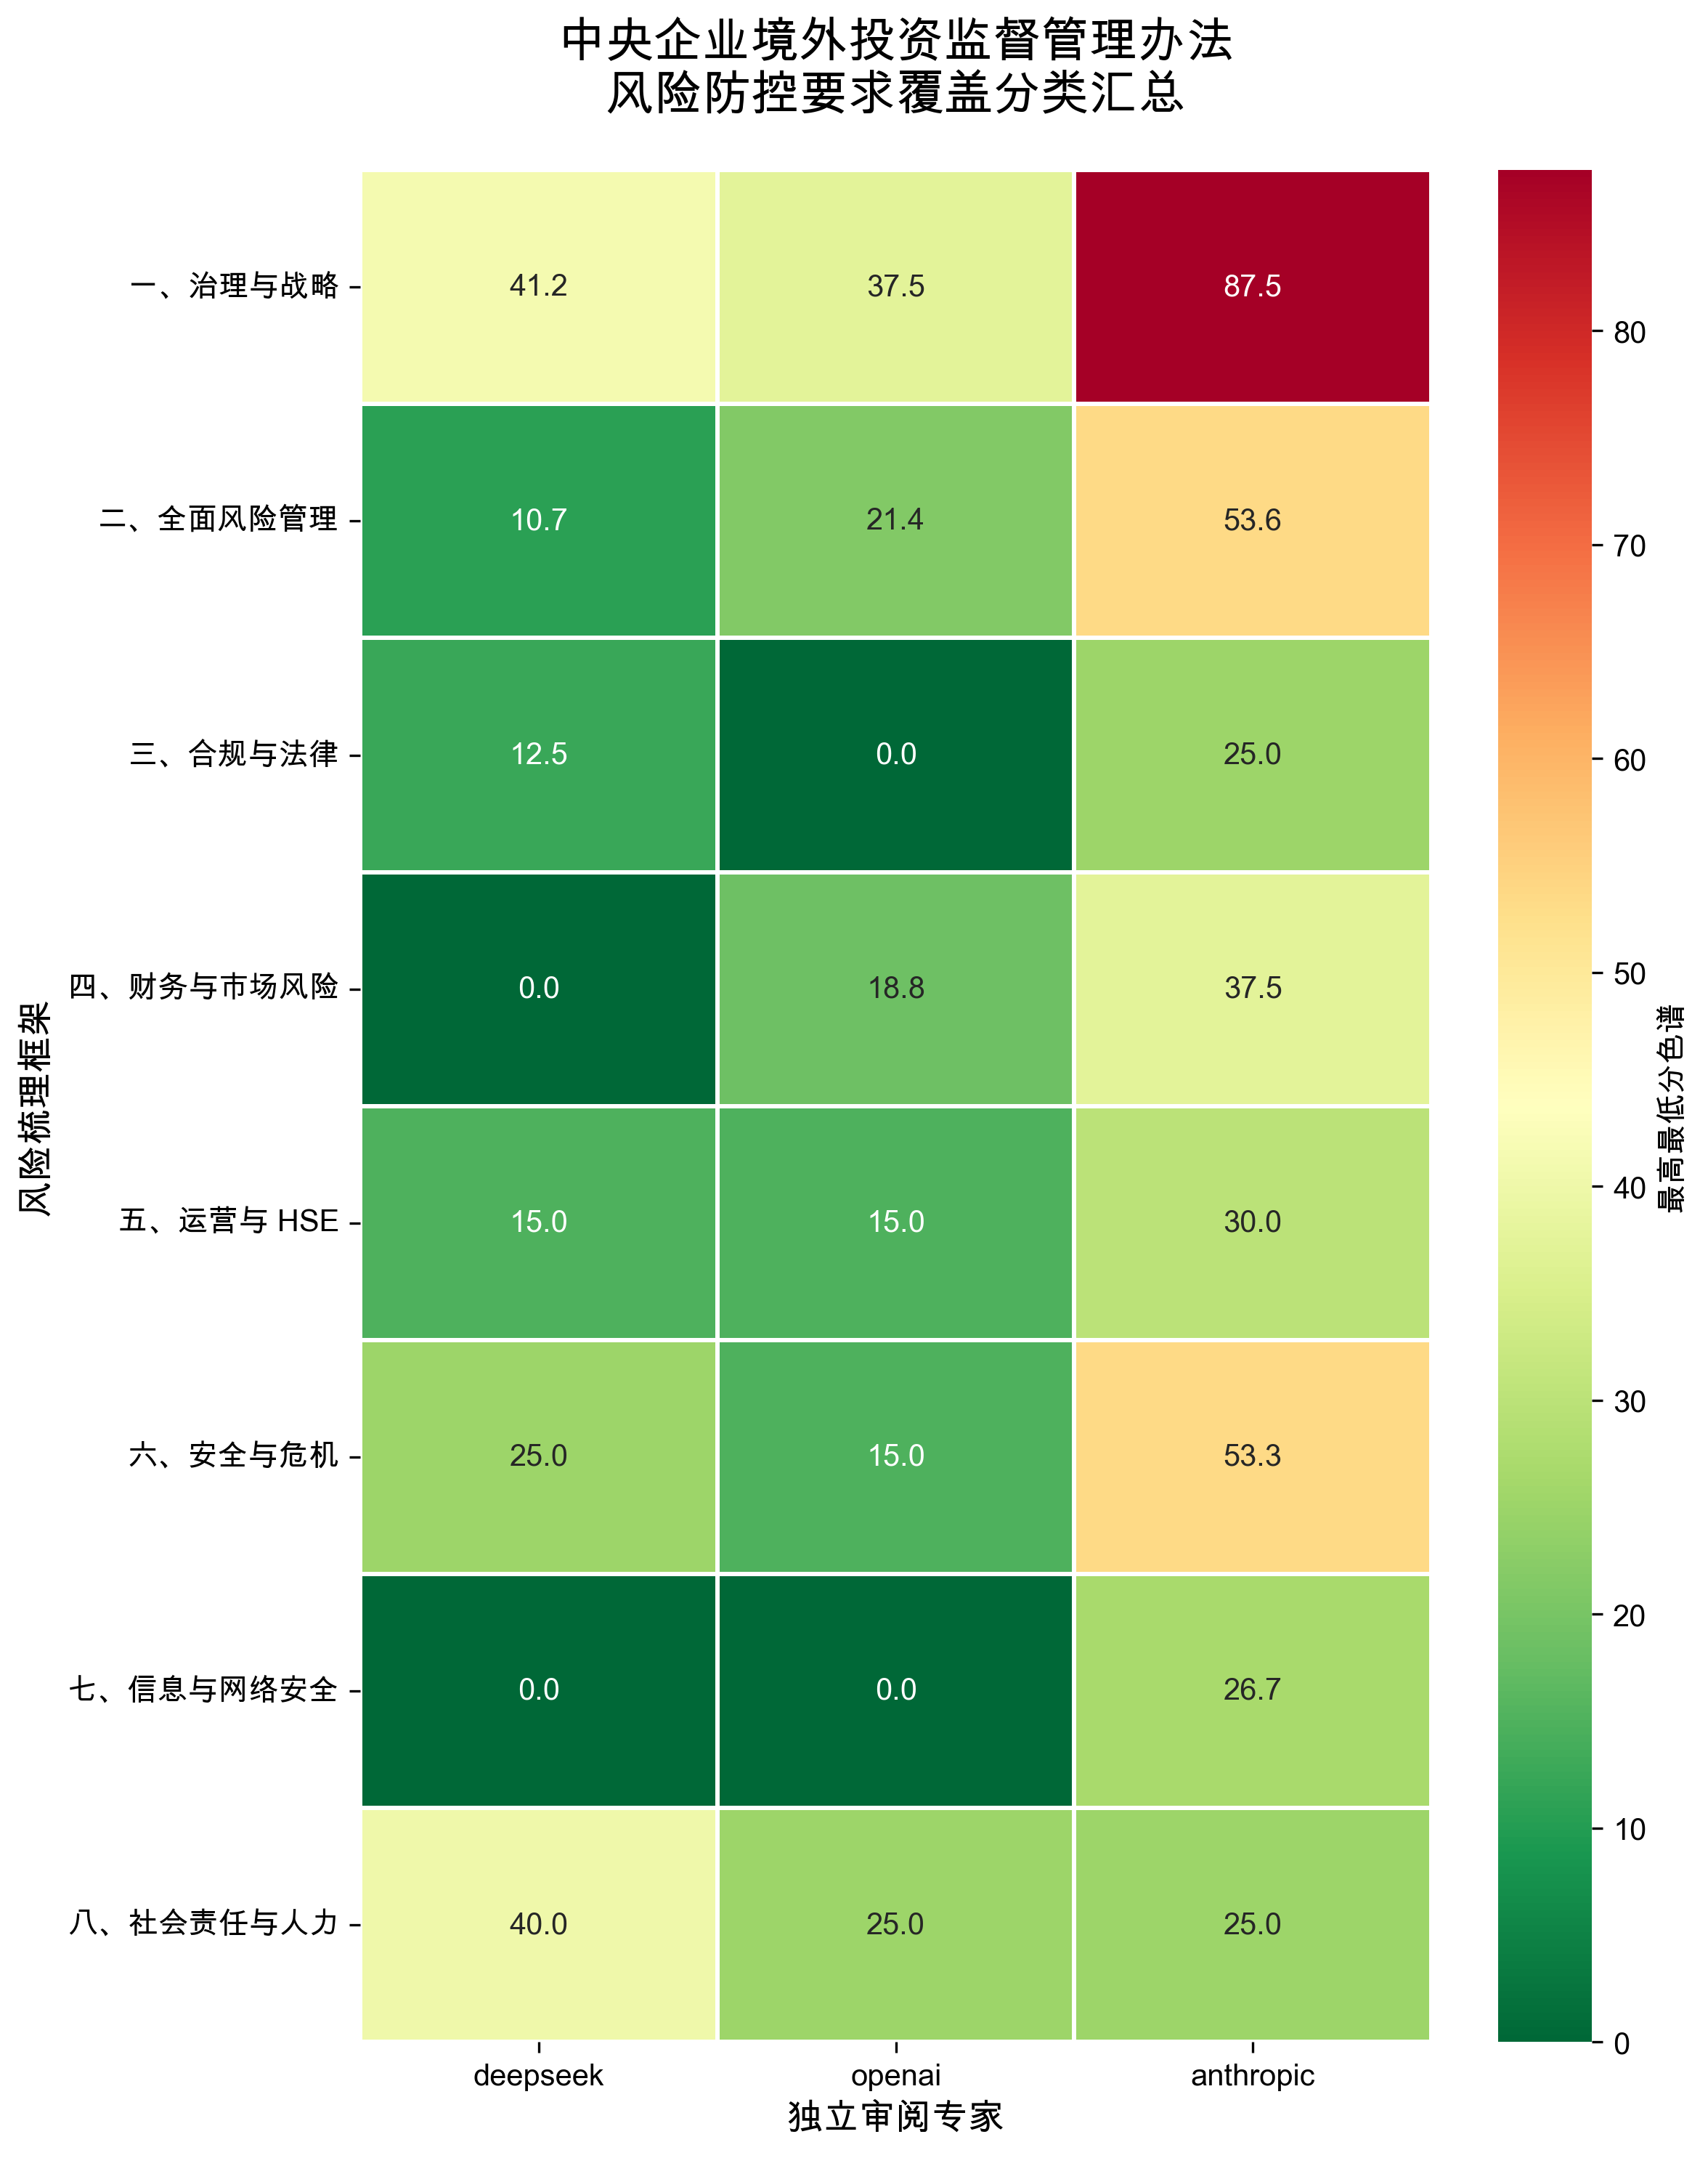 中央企业境外投资监督管理办法
风险防控要求覆盖分类汇总
风险梳理框架
一、治理与战略
41.2
37.5
87.5
二、全面风险管理
10.7
21.4
53.6
三、合规与法律
12.5
0.0
25.0
四、财务与市场风险
0.0
18.8
37.5
五、运营与 HSE
15.0
15.0
30.0
六、安全与危机
25.0
15.0
53.3
七、信息与网络安全
0.0
0.0
26.7
八、社会责任与人力
40.0
25.0
25.0
deepseek
openai
anthropic
独立审阅专家
80
70
60
50
40
30
20
10
0
最高最低分色谱